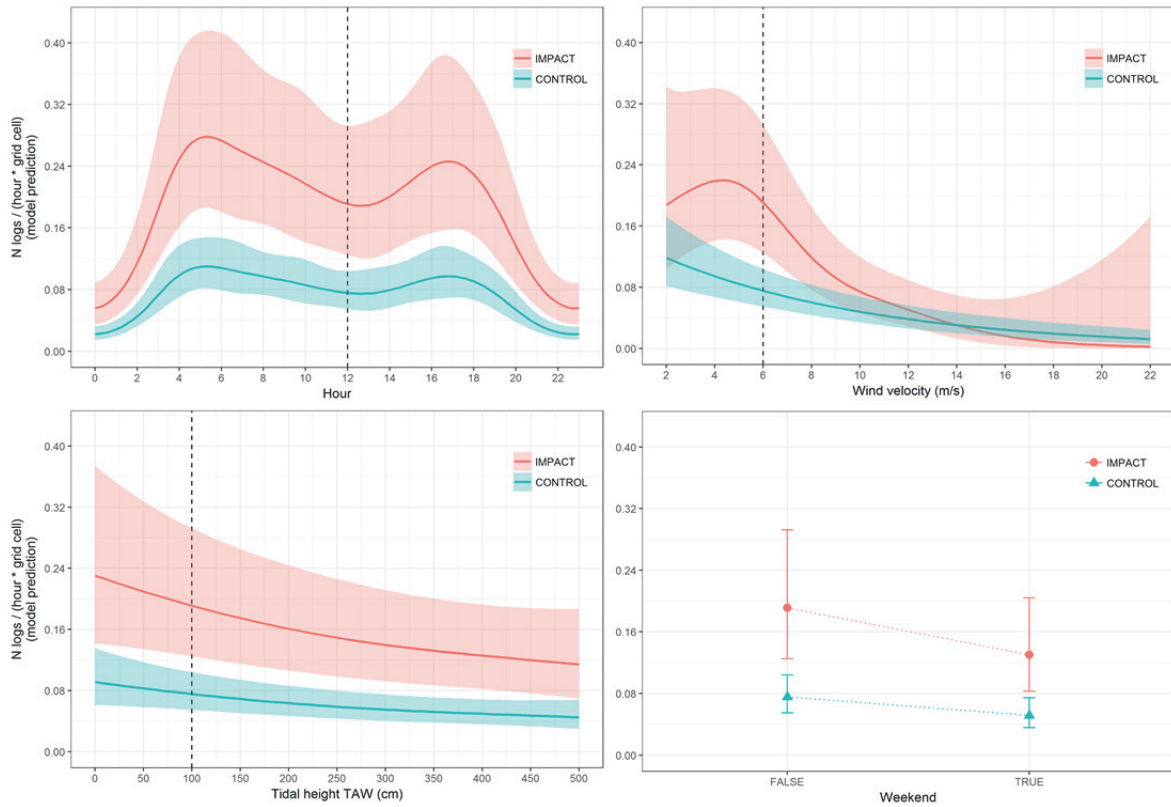 N logs / (hour * grid cell)
(model prediction)
0.40
0.32
0.24
0.16
0.08
0.00
IMPACT
CONTROL
0 2 4 6 8 10 12 14 16 18 20 22
Hour
0.40
0.32
0.24
0.16
0.08
0.00
IMPACT
CONTROL
2 4 6 8 10 12 14 16 18 20 22
Wind velocity (m/s)
N logs / (hour * grid cell)
(model prediction)
0.40
0.32
0.24
0.16
0.08
0.00
IMPACT
CONTROL
0 50 100 150 200 250 300 350 400 450 500
Tidal height TAW (cm)
0.40
0.32
0.24
0.16
0.08
0.00
IMPACT
CONTROL
FALSE TRUE
Weekend